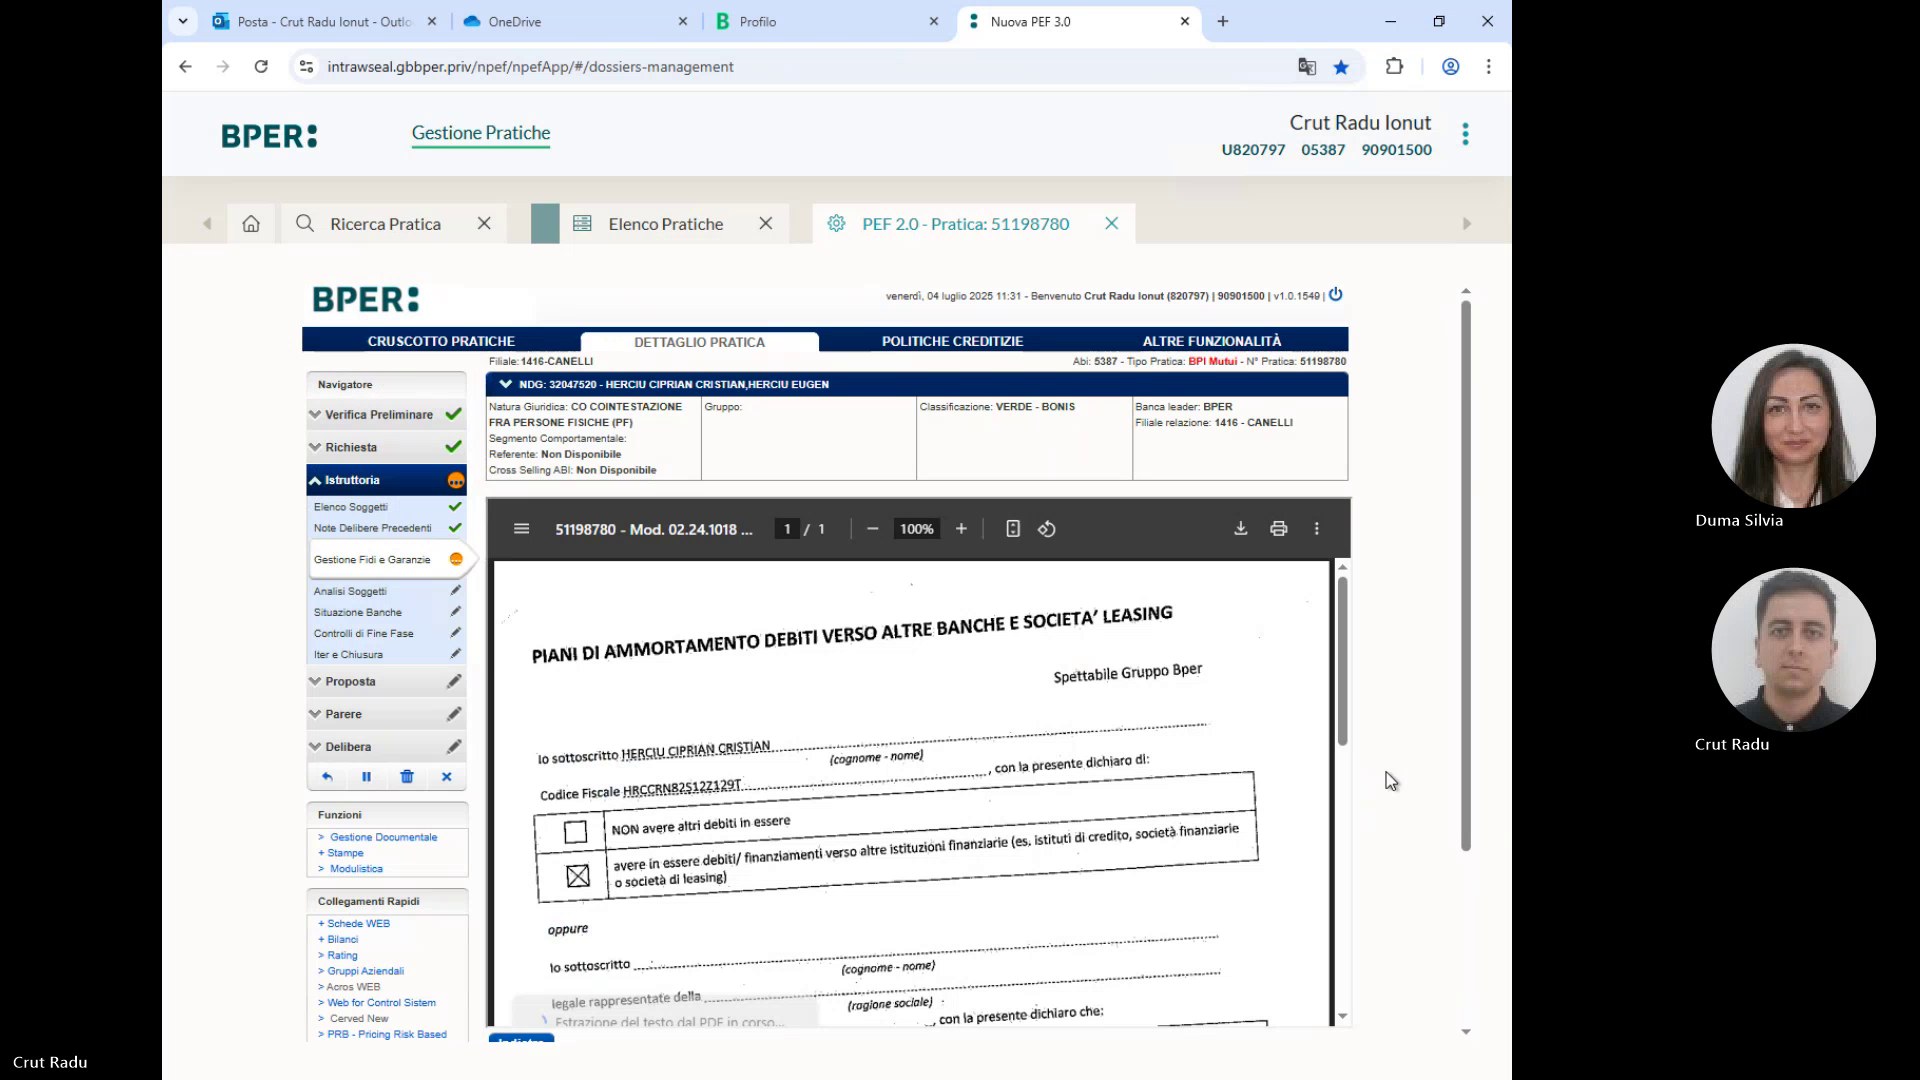 Posta - Crut Radu Ionut - Outlo
OneDrive
Profilo
Nuova PEF 3.0
intrawseal.gbbper.priv/npef/npefApp/#/dossiers-management
BPER:
Gestione Pratiche
Crut Radu Ionut
U820797 05387 90901500
Ricerca Pratica
Elenco Pratiche
PEF 2.0 - Pratica: 51198780
BPER:
venerdì, 04 luglio 2025 11:31 - Benvenuto Crut Radu Ionut (820797) | 90901500 | v1.0.1549 |
CRUSCOTTO PRATICHE
DETTAGLIO PRATICA
POLITICHE CREDITIZIE
ALTRE FUNZIONALITÀ
Filiale: 1416-CANELLI
Abi: 5387 - Tipo Pratica: BPI Mutui - N° Pratica: 51198780
Navigatore
Verifica Preliminare
Richiesta
Istruttoria
Elenco Soggetti
Note Delibere Precedenti
Gestione Fidi e Garanzie
Analisi Soggetti
Situazione Banche
Controlli di Fine Fase
Iter e Chiusura
Proposta
Parere
Delibera
Funzioni
> Gestione Documentale
+ Stampe
> Modulistica
Collegamenti Rapidi
+ Schede WEB
+ Bilanci
> Rating
> Gruppi Aziendali
> Acros WEB
> Web for Control Sistem
> Cerved New
> PRB - Pricing Risk Based
NDG: 32047520 - HERCIU CIPRIAN CRISTIAN,HERCIU EUGEN
Natura Giuridica: CO COINTESTAZIONE
FRA PERSONE FISICHE (PF)
Segmento Comportamentale:
Referente: Non Disponibile
Cross Selling ABI: Non Disponibile
Gruppo:
Classificazione: VERDE - BONIS
Banca leader: BPER
Filiale relazione: 1416 - CANELLI
51198780 - Mod. 02.24.1018 ...
1 / 1
100%
PIANI DI AMMORTAMENTO DEBITI VERSO ALTRE BANCHE E SOCIETA' LEASING
Spettabile Gruppo Bper
Io sottoscritto HERCIU CIPRIAN CRISTIAN
(cognome - nome)
Codice Fiscale HRCCRN82S12Z129T, con la presente dichiaro di:
NON avere altri debiti in essere
avere in essere debiti/ finanziamenti verso altre istituzioni finanziarie (es. istituti di credito, società finanziarie
o società di leasing)
oppure
Io sottoscritto
(cognome - nome)
legale rappresentate della
(ragione sociale)
, con la presente dichiaro che:
Estrazione del testo dal PDF in corso...
Indietro
Duma Silvia
Crut Radu
Crut Radu